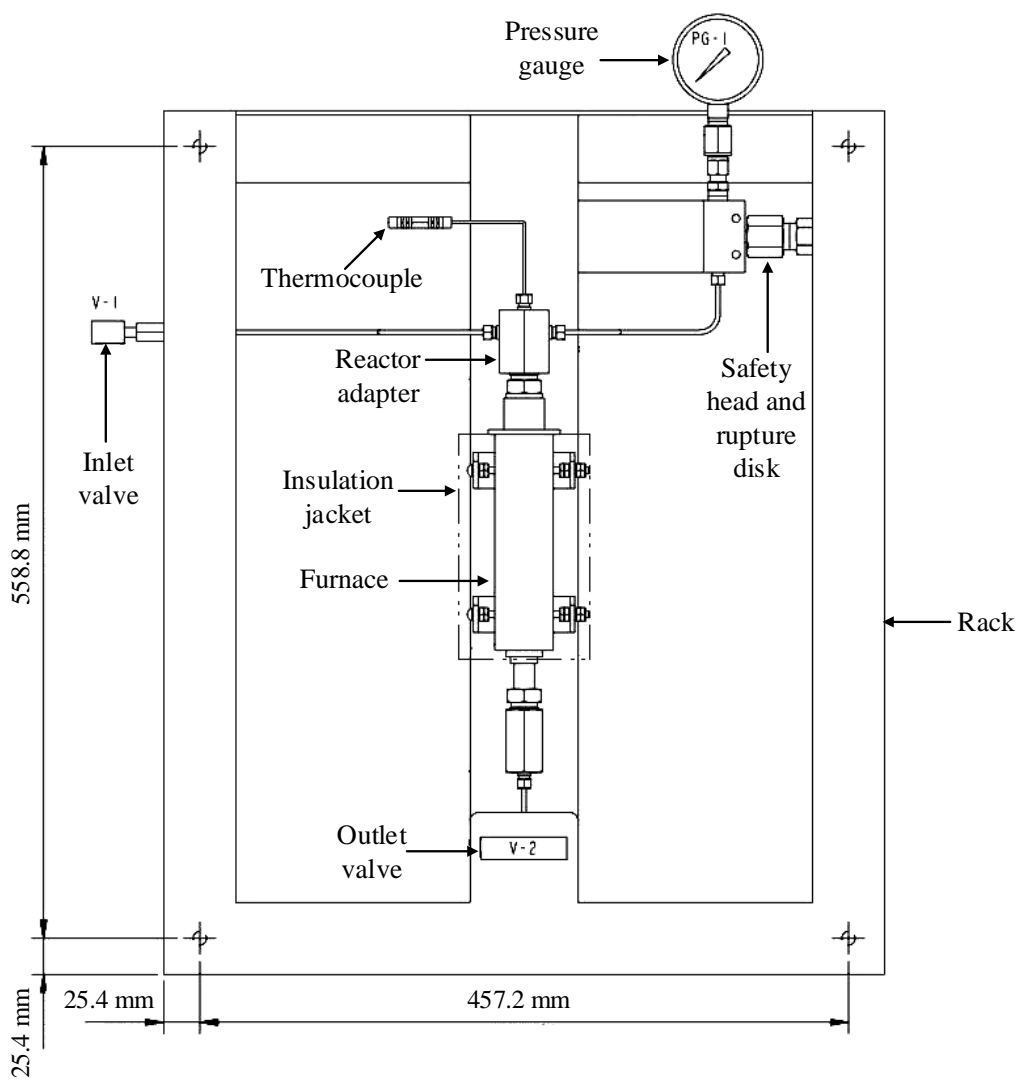 Pressure
gauge
PG-1
Thermocouple
V-1
Reactor
adapter
Safety
head and
rupture
disk
Inlet
valve
Insulation
jacket
558.8 mm
Furnace
Rack
Outlet
valve
V-2
25.4 mm
457.2 mm
25.4 mm